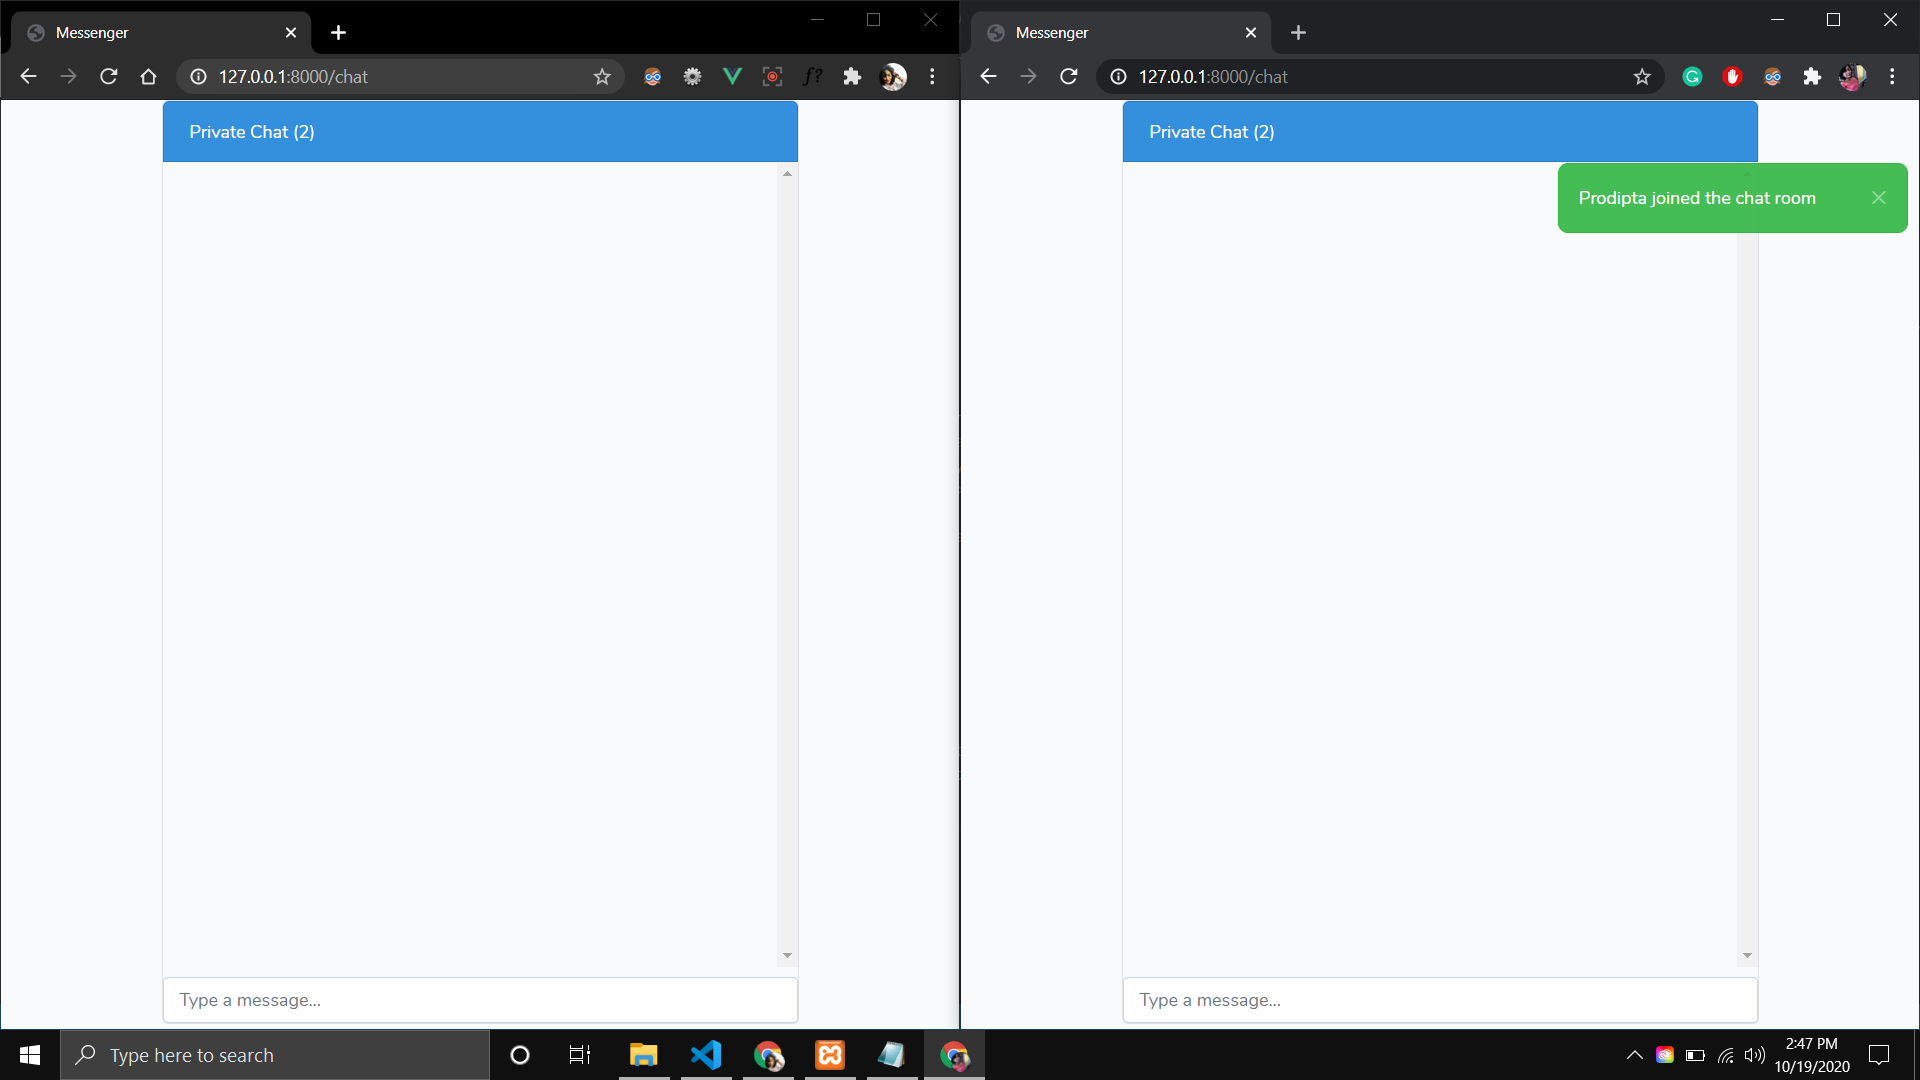 Messenger
127.0.0.1:8000/chat
f?
Private Chat (2)
Type a message...
Messenger
127.0.0.1:8000/chat
Private Chat (2)
Prodipta joined the chat room
Type a message...
Type here to search
2:47 PM
10/19/2020